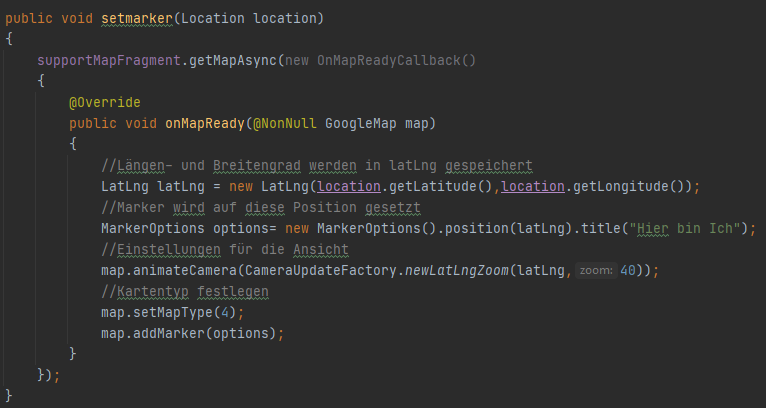 public void setmarker(Location location)
{
    supportMapFragment.getMapAsync(new OnMapReadyCallback()
    {
        @Override
        public void onMapReady(@NonNull GoogleMap map)
        {
            //Längen- und Breitengrad werden in latLng gespeichert
            LatLng latLng = new LatLng(location.getLatitude(),location.getLongitude());
            //Marker wird auf diese Position gesetzt
            MarkerOptions options= new MarkerOptions().position(latLng).title("Hier bin Ich");
            //Einstellungen für die Ansicht
            map.animateCamera(CameraUpdateFactory.newLatLngZoom(latLng, zoom: 40));
            //Kartentyp festlegen
            map.setMapType(4);
            map.addMarker(options);
        }
    });
}